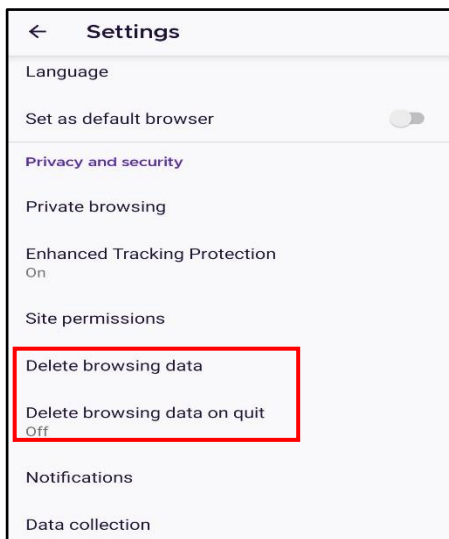 Settings
Language
Set as default browser
Privacy and security
Private browsing
Enhanced Tracking Protection
On
Site permissions
Delete browsing data
Delete browsing data on quit
Off
Notifications
Data collection